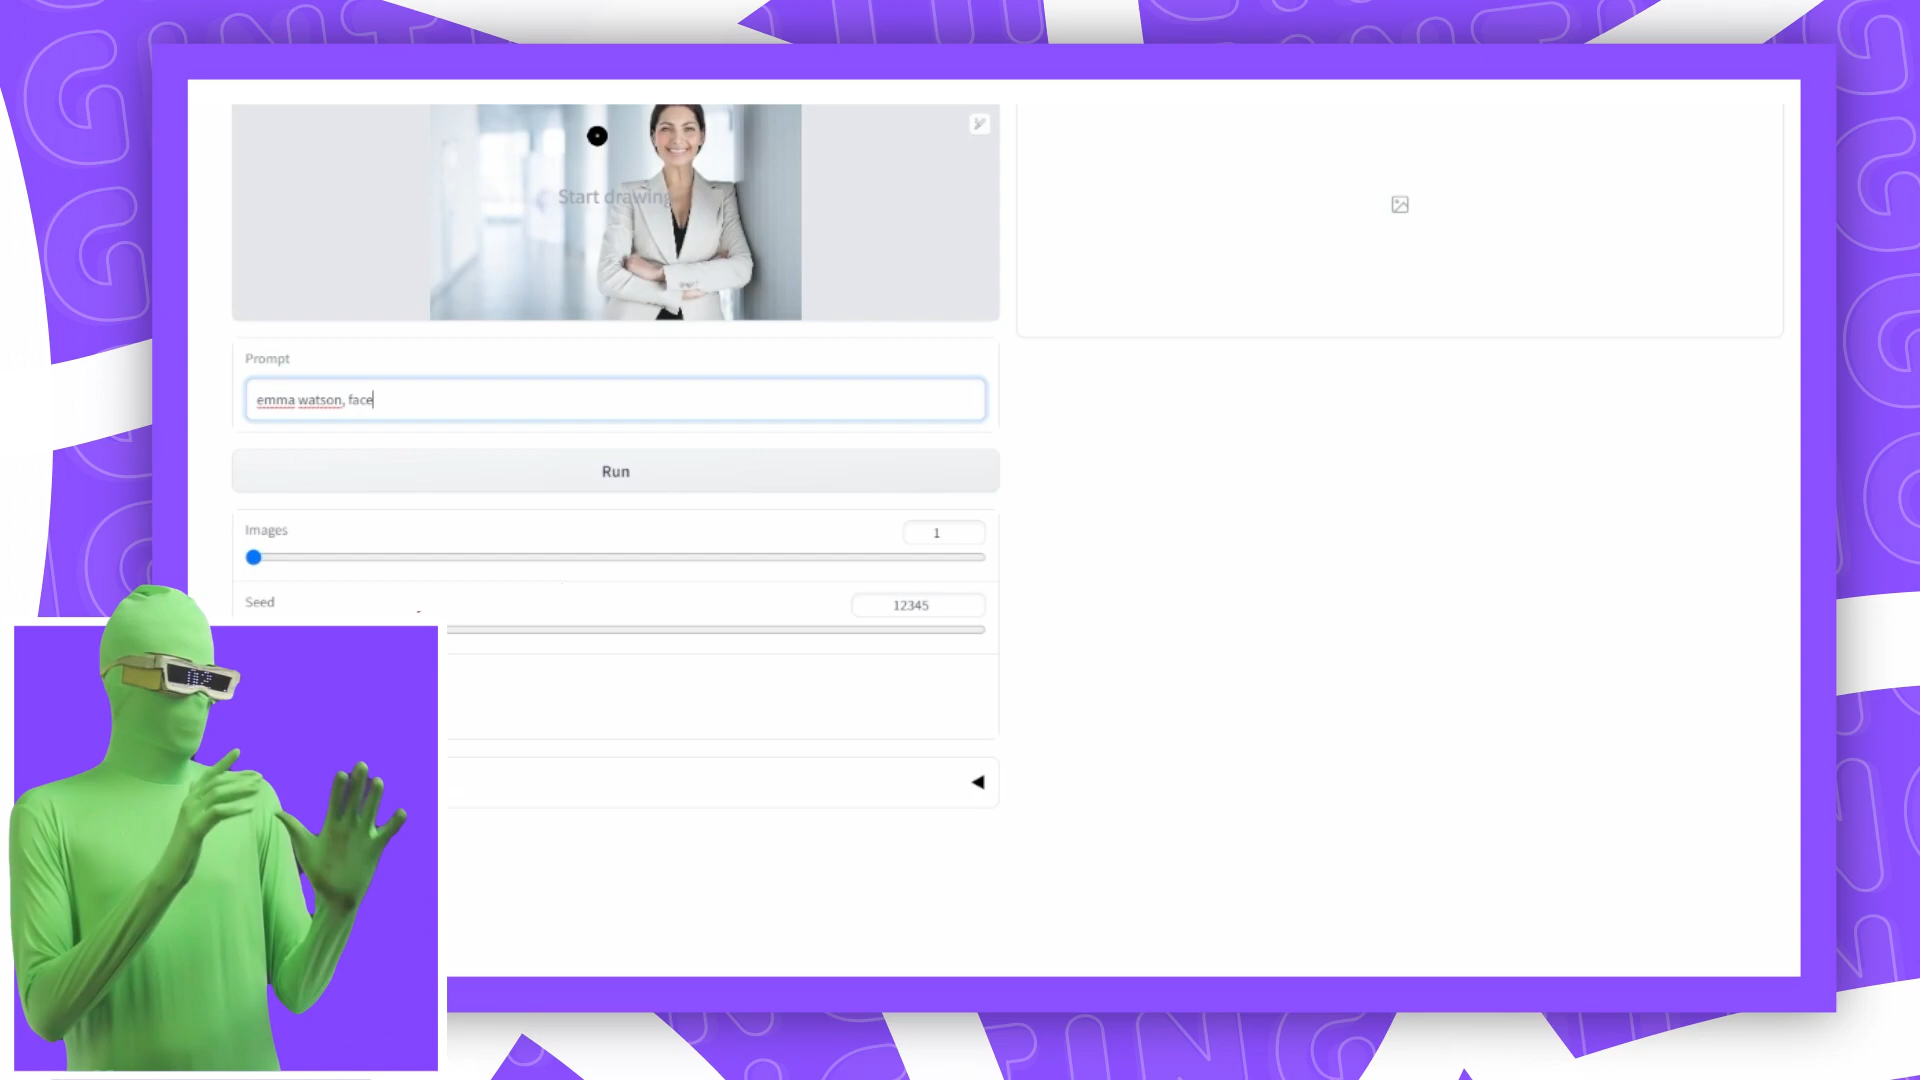 Start drawing
Prompt
emma watson, face
Run
Images
1
Seed
12345